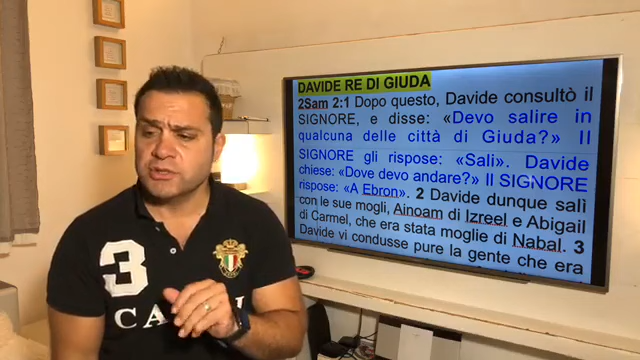 DAVIDE RE DI GIUDA
2Sam 2:1 Dopo questo, Davide consultò il
SIGNORE, e disse: «Devo salire in
qualcuna delle città di Giuda?» Il
SIGNORE gli rispose: «Sali». Davide
chiese: «Dove devo andare?» Il SIGNORE
rispose: «A Ebron». 2 Davide dunque salì
con le sue mogli, Ainoam di Izreel e Abigail
di Carmel, che era stata moglie di Nabal. 3
Davide vi condusse pure la gente che era
3